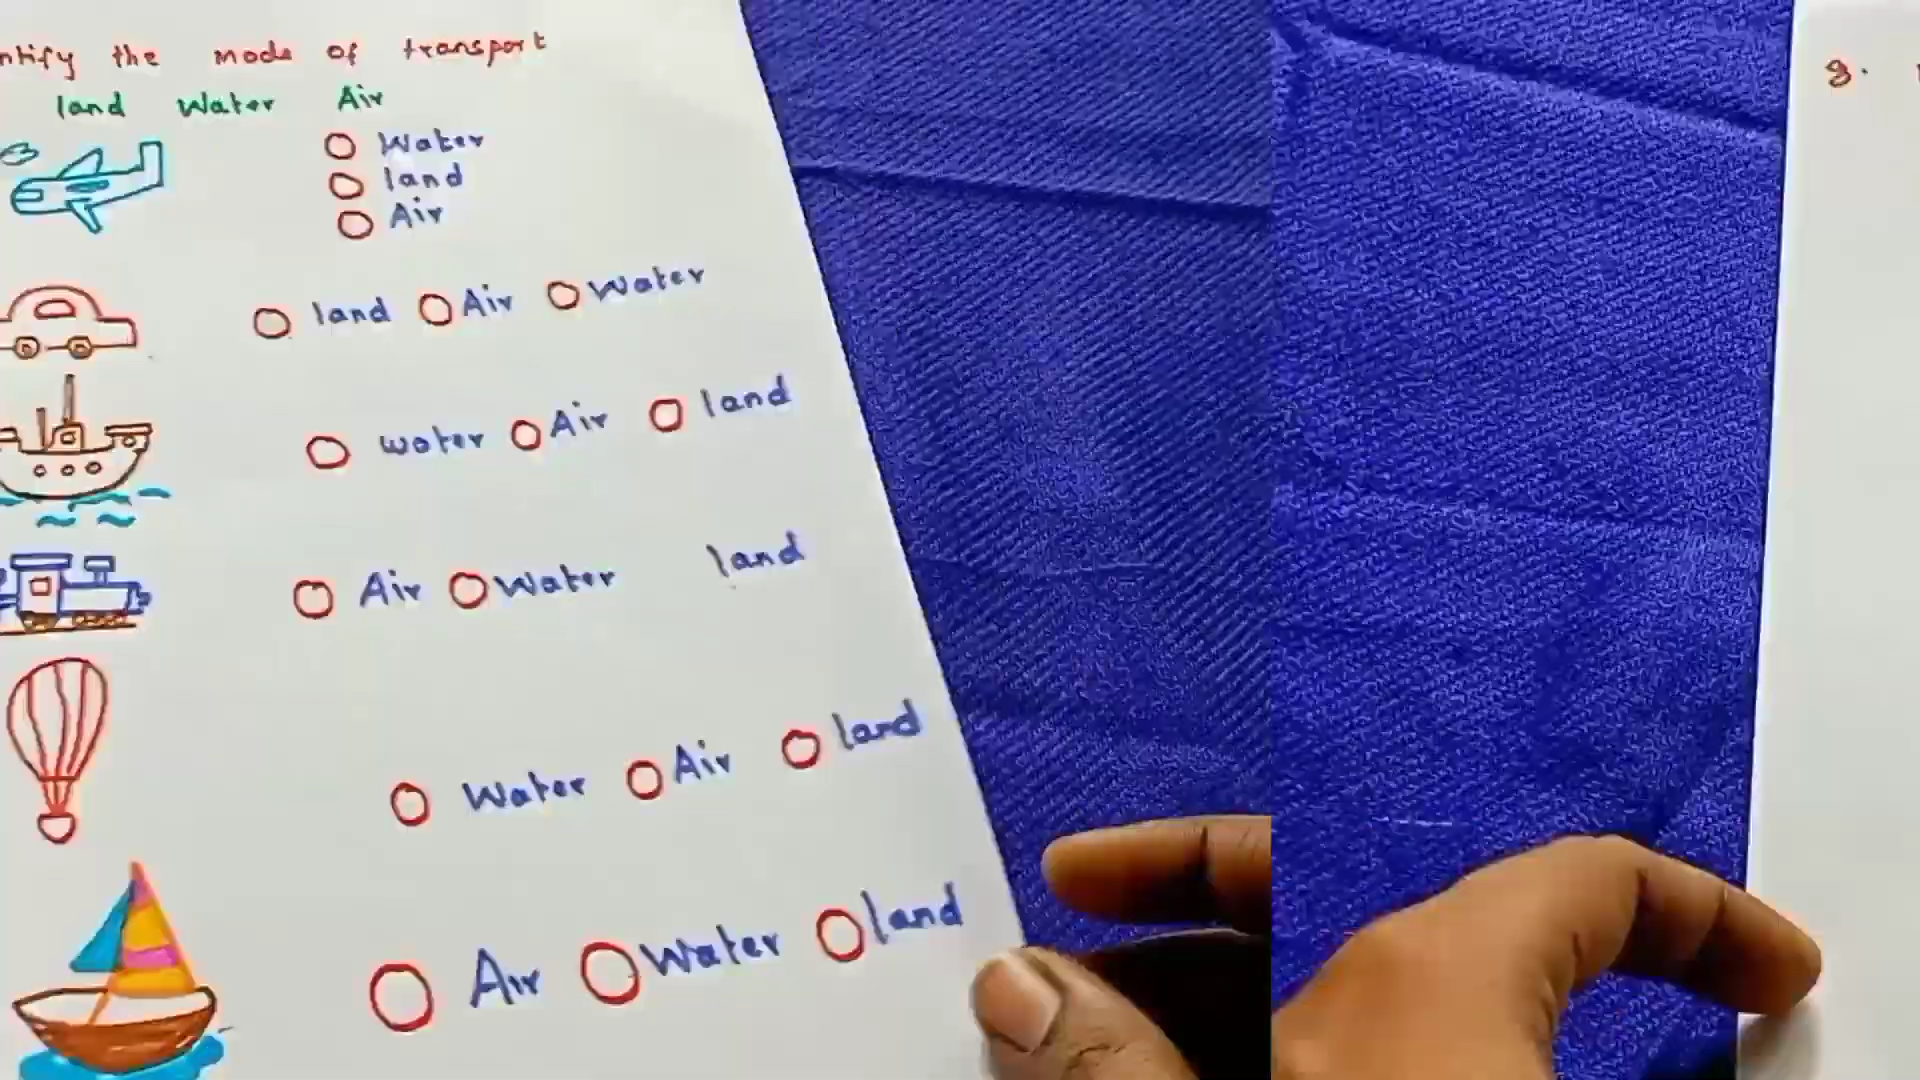 ntify the mode of transport
land Water Air
Water
land
Air
land Air Water
water Air land
Air Water land
Water Air land
Air Water land
8.